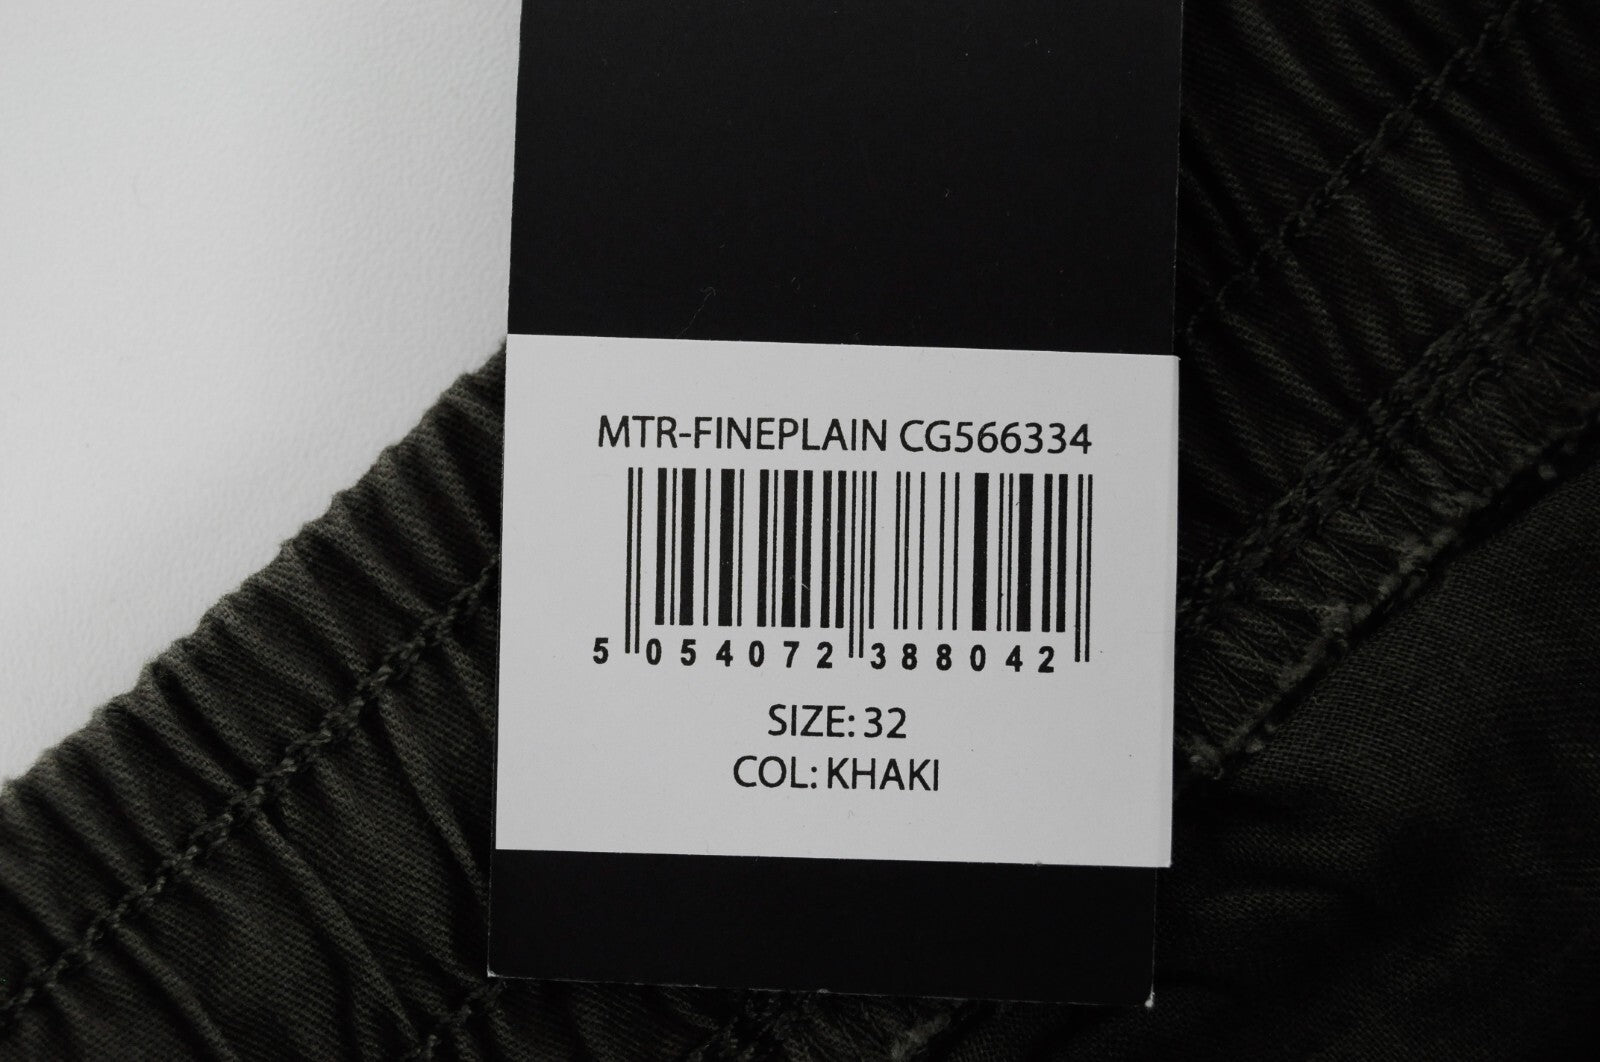 MTR-FINEPLAIN CG566334
5 054072 388042
SIZE: 32
COL: KHAKI